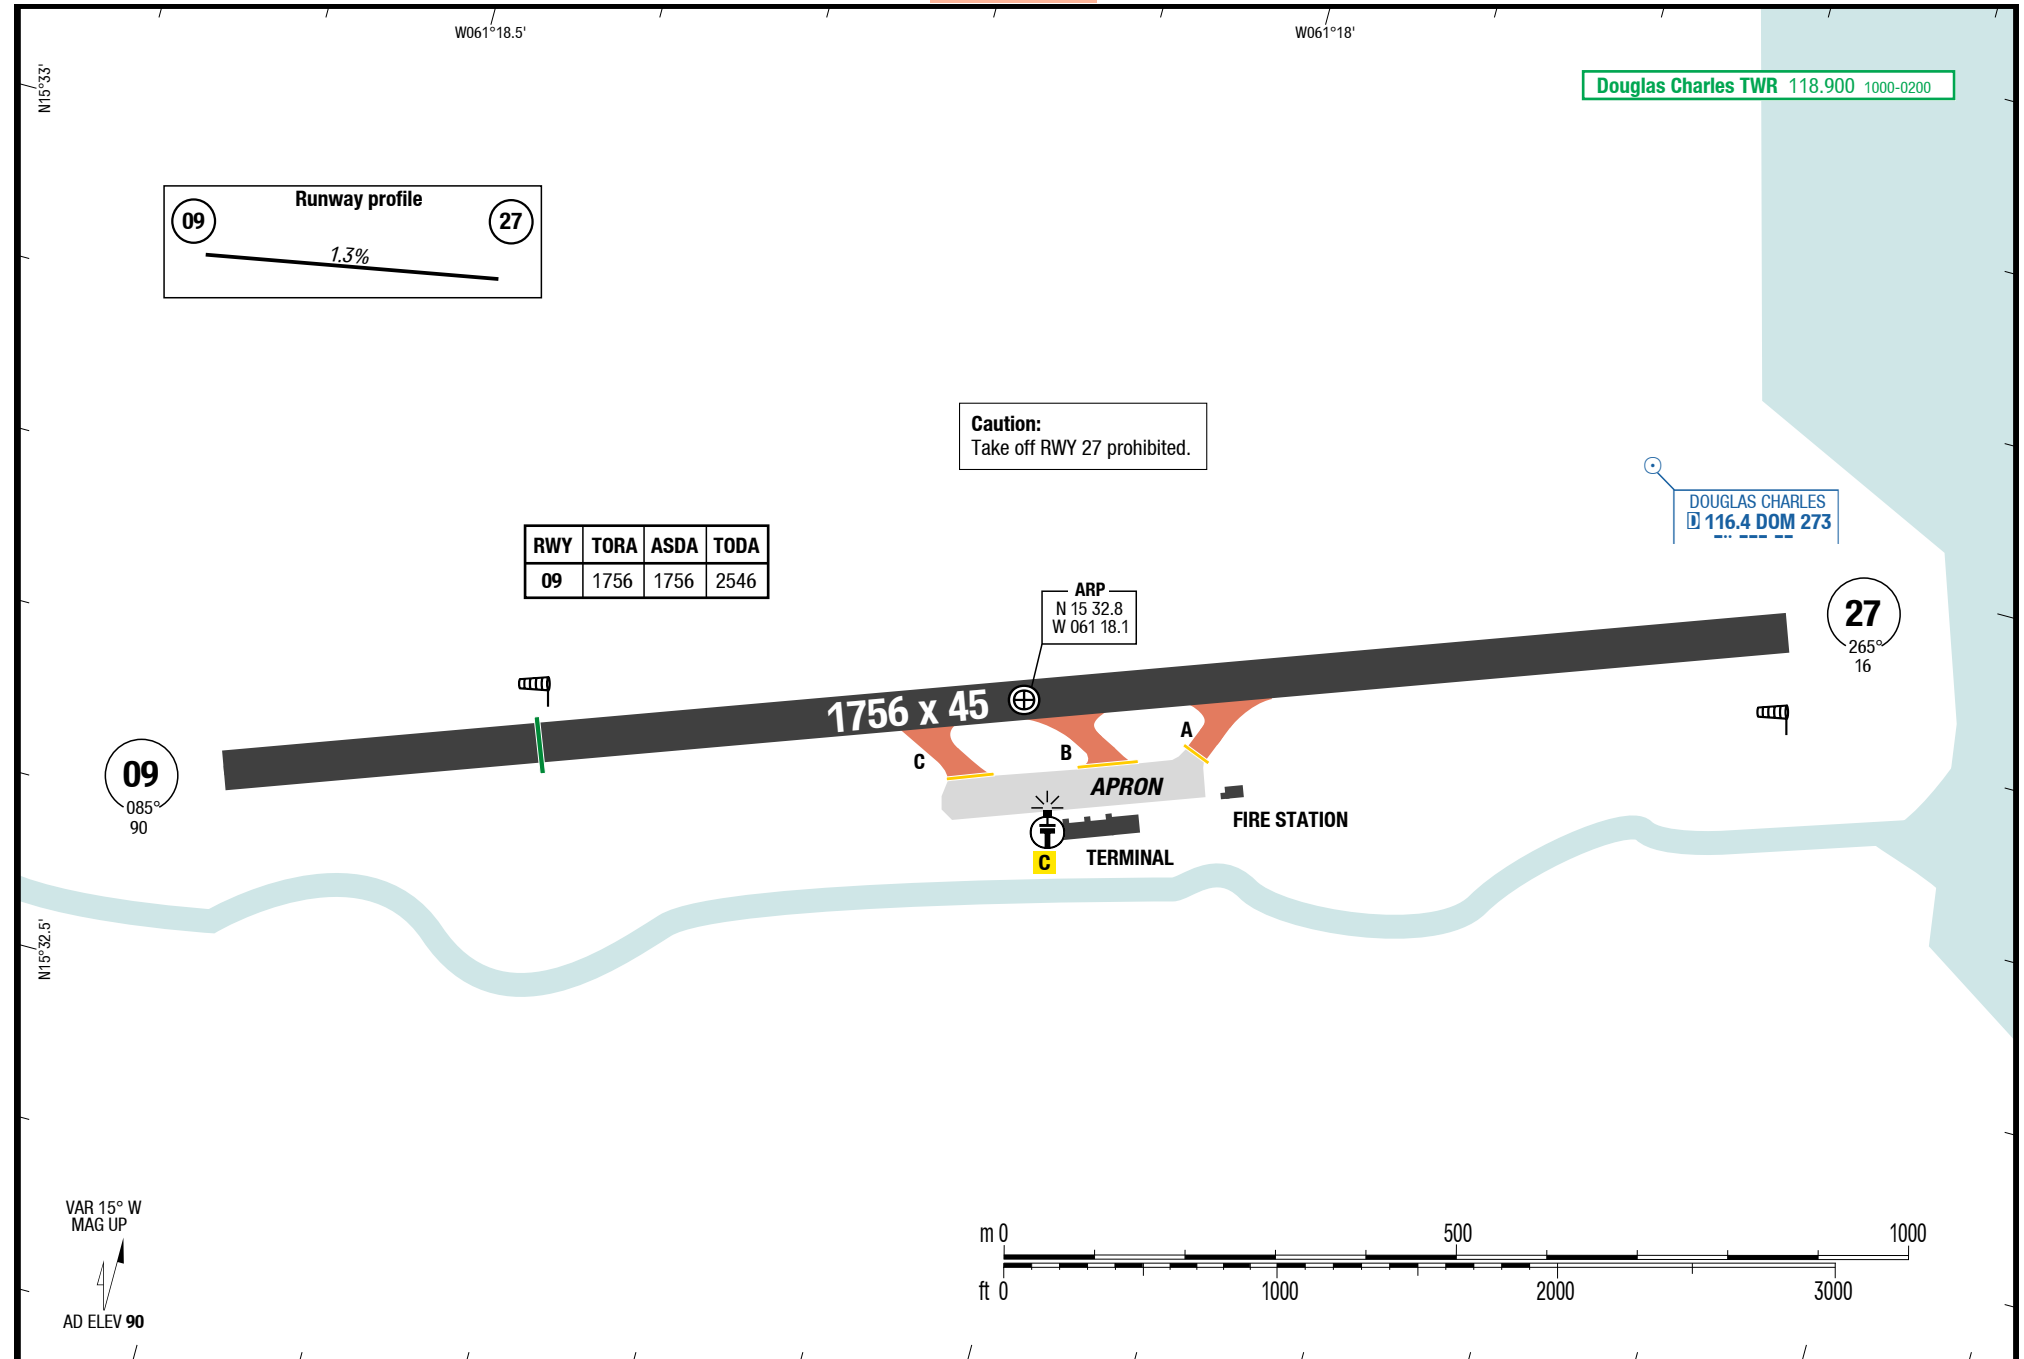 W061°18.5'
W061°18'
N15°33'
Douglas Charles TWR 118.900 1000-0200
Runway profile
09
27
1.3%
Caution:
Take off RWY 27 prohibited.
DOUGLAS CHARLES
D 116.4 DOM 273
RWY TORA ASDA TODA
09 1756 1756 2546
ARP
N 15 32.8
W 061 18.1
27
265°
16
1756 x 45
A
B
C
09
085°
90
APRON
FIRE STATION
TERMINAL
C
N15°32.5'
VAR 15° W
MAG UP
AD ELEV 90
m 0 500 1000
ft 0 1000 2000 3000